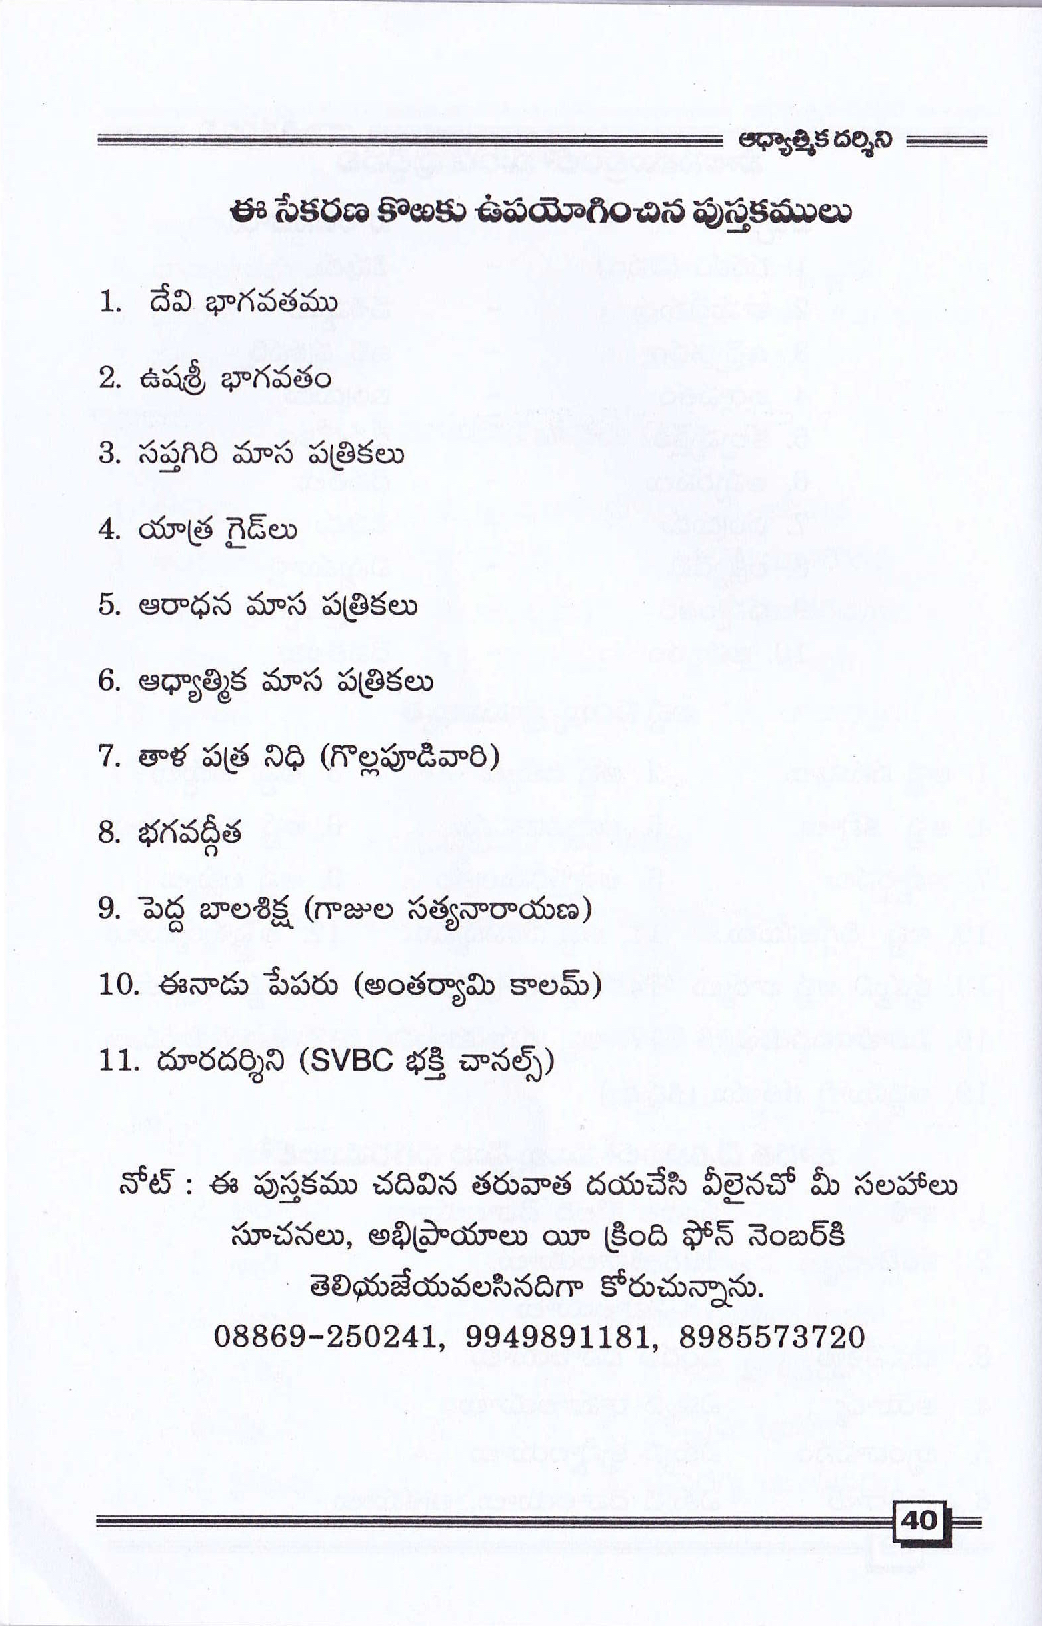 ఆధ్యాత్మిక దర్శిని
ఈ సేకరణ కొఱకు ఉపయోగించిన పుస్తకములు
1. దేవి భాగవతము
2. ఉషశ్రీ భాగవతం
3. సప్తగిరి మాస పత్రికలు
4. యాత్ర గైడ్‌లు
5. ఆరాధన మాస పత్రికలు
6. ఆధ్యాత్మిక మాస పత్రికలు
7. తాళ పత్ర నిధి (గొల్లపూడివారి)
8. భగవద్గీత
9. పెద్ద బాలశిక్ష (గాజుల సత్యనారాయణ)
10. ఈనాడు పేపరు (అంతర్యామి కాలమ్)
11. దూరదర్శిని (SVBC భక్తి చానల్స్)
నోట్ : ఈ పుస్తకము చదివిన తరువాత దయచేసి వీలైనచో మీ సలహాలు
సూచనలు, అభిప్రాయాలు యీ క్రింది ఫోన్ నెంబర్‌కి
తెలియజేయవలసినదిగా కోరుచున్నాను.
08869-250241, 9949891181, 8985573720
40